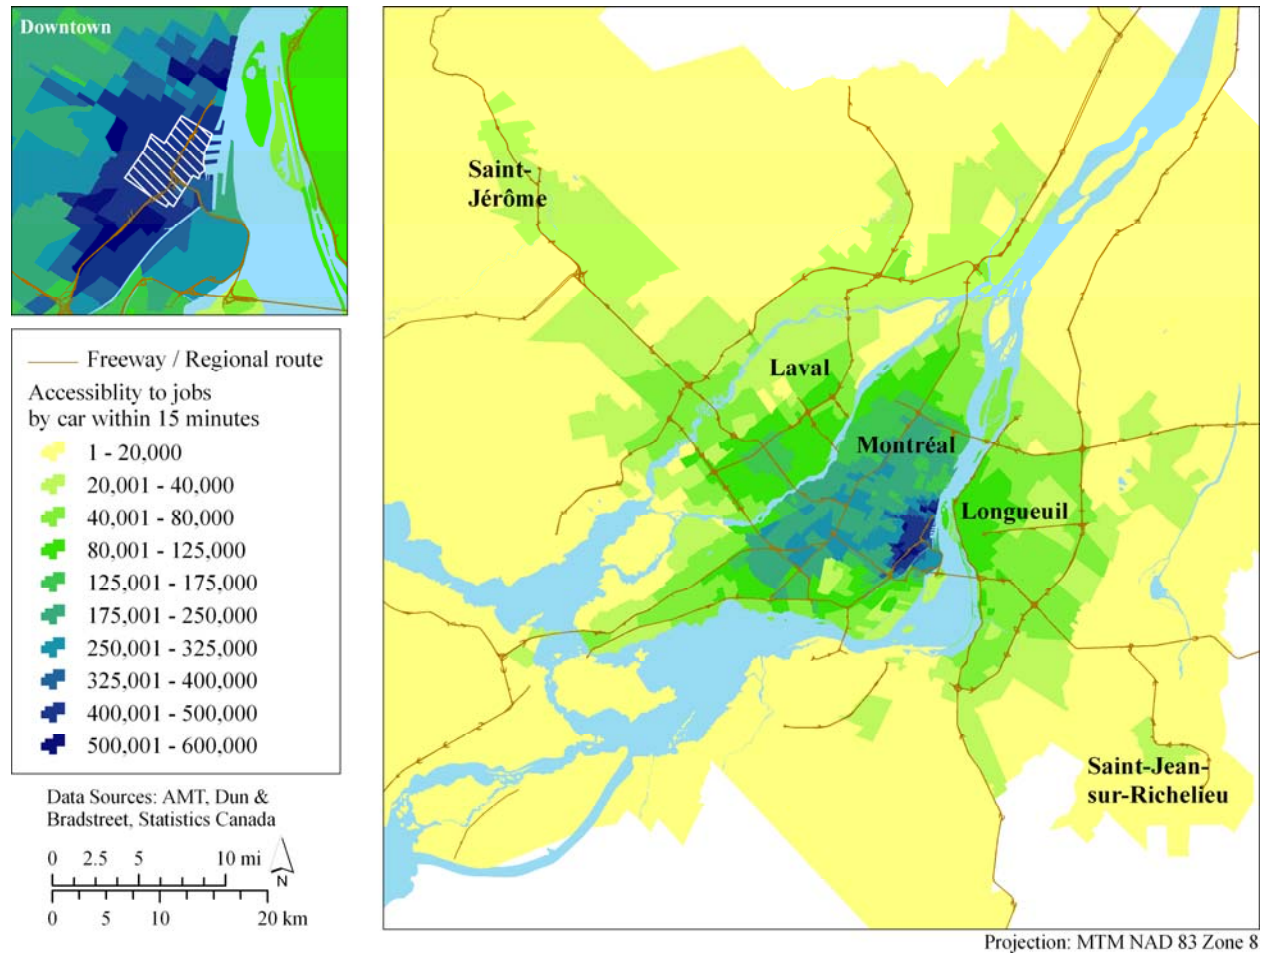 Downtown
Freeway / Regional route
Accessiblity to jobs
by car within 15 minutes
1 - 20,000
20,001 - 40,000
40,001 - 80,000
80,001 - 125,000
125,001 - 175,000
175,001 - 250,000
250,001 - 325,000
325,001 - 400,000
400,001 - 500,000
500,001 - 600,000
Data Sources: AMT, Dun &
Bradstreet, Statistics Canada
0 2.5 5 10 mi
N
0 5 10 20 km
Saint-
Jérôme
Laval
Montréal
Longueuil
Saint-Jean-
sur-Richelieu
Projection: MTM NAD 83 Zone 8